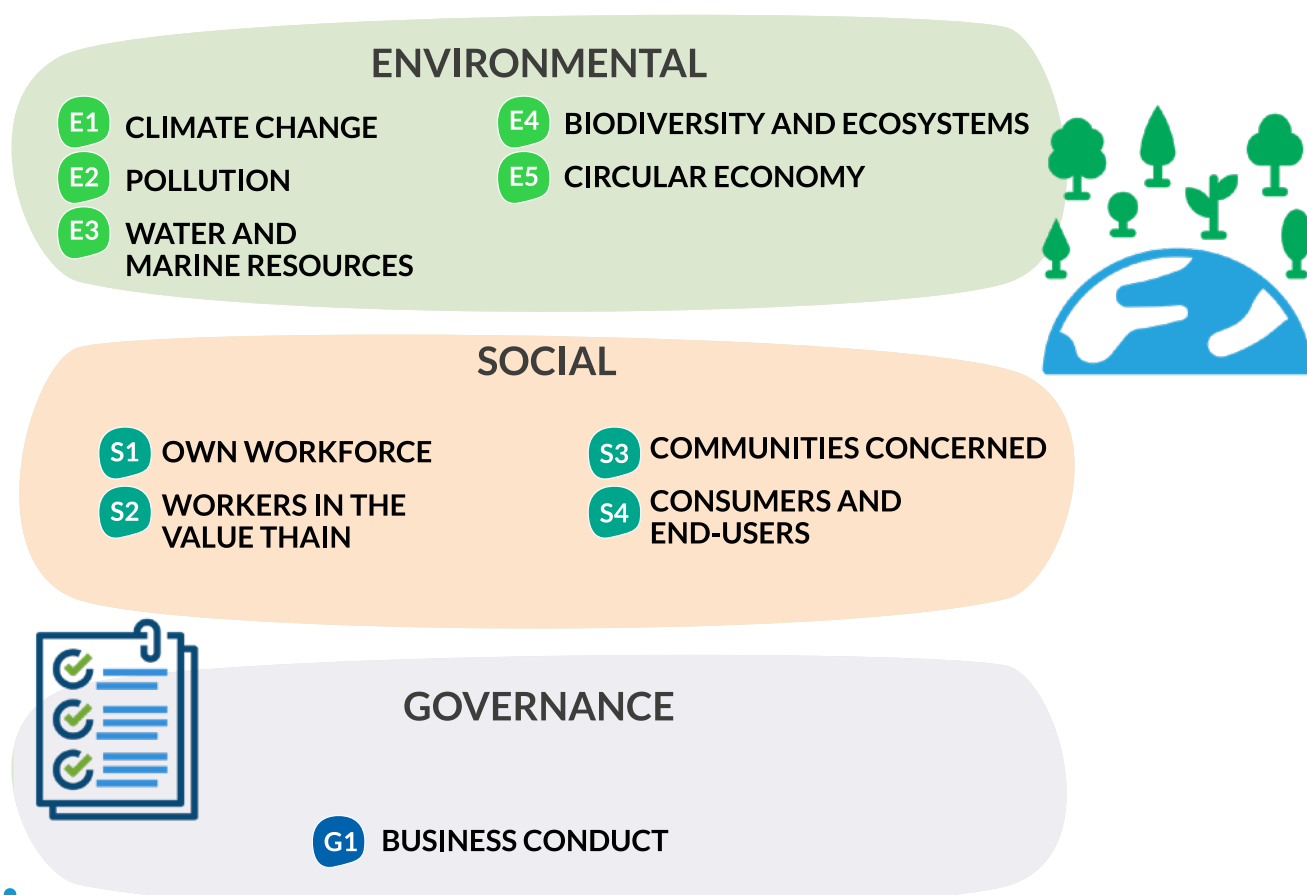 ENVIRONMENTAL
E1 CLIMATE CHANGE
E2 POLLUTION
E3 WATER AND
MARINE RESOURCES
E4 BIODIVERSITY AND ECOSYSTEMS
E5 CIRCULAR ECONOMY
SOCIAL
S1 OWN WORKFORCE
S2 WORKERS IN THE
VALUE THAIN
S3 COMMUNITIES CONCERNED
S4 CONSUMERS AND
END-USERS
GOVERNANCE
G1 BUSINESS CONDUCT